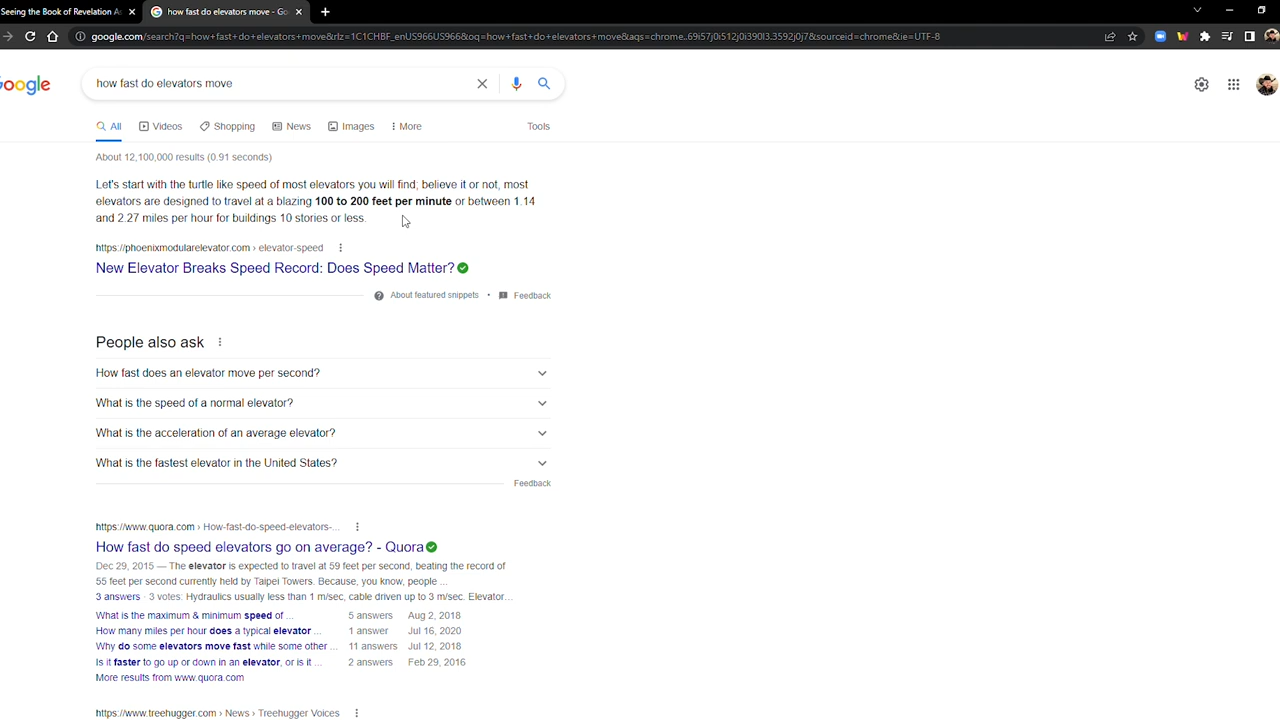 Seeing the Book of Revelation As
how fast do elevators move - Go
google.com/search?q=how+fast+do+elevators+move&rlz=1C1CHBF_enUS966US966&oq=how+fast+do+elevators+move&aqs=chrome..69i57j0i512j0i390l3.3592j0j7&sourceid=chrome&ie=UTF-8
Google
how fast do elevators move
All Videos Shopping News Images More Tools
About 12,100,000 results (0.91 seconds)
Let's start with the turtle like speed of most elevators you will find; believe it or not, most
elevators are designed to travel at a blazing 100 to 200 feet per minute or between 1.14
and 2.27 miles per hour for buildings 10 stories or less.
https://phoenixmodularelevator.com › elevator-speed
New Elevator Breaks Speed Record: Does Speed Matter?
About featured snippets • Feedback
People also ask
How fast does an elevator move per second?
What is the speed of a normal elevator?
What is the acceleration of an average elevator?
What is the fastest elevator in the United States?
Feedback
https://www.quora.com › How-fast-do-speed-elevators-...
How fast do speed elevators go on average? - Quora
Dec 29, 2015 — The elevator is expected to travel at 59 feet per second, beating the record of
55 feet per second currently held by Taipei Towers. Because, you know, people ...
3 answers · 3 votes: Hydraulics usually less than 1 m/sec, cable driven up to 3 m/sec. Elevator...
What is the maximum & minimum speed of ... 5 answers Aug 2, 2018
How many miles per hour does a typical elevator ... 1 answer Jul 16, 2020
Why do some elevators move fast while some other ... 11 answers Jul 12, 2018
Is it faster to go up or down in an elevator, or is it ... 2 answers Feb 29, 2016
More results from www.quora.com
https://www.treehugger.com › News › Treehugger Voices